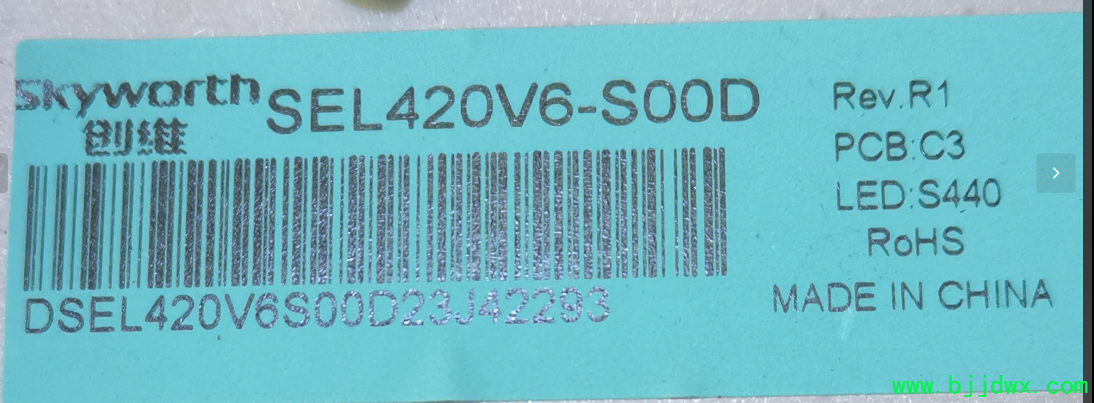 Skyworth
创维
SEL420V6-S00D
DSEL420V6S00D23J42293
Rev.R1
PCB:C3
LED:S440
RoHS
MADE IN CHINA
www.bjjdwx.com